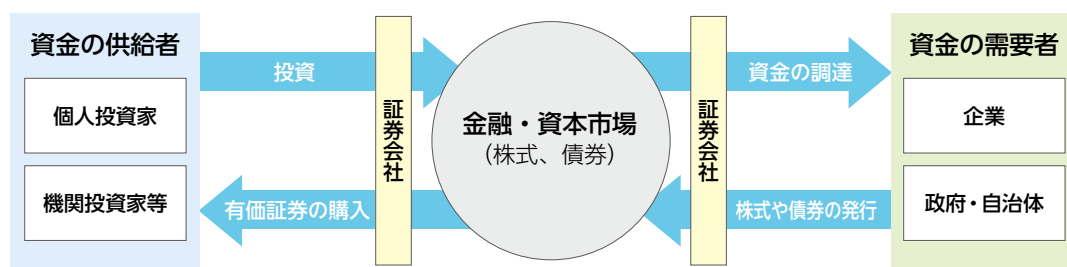 資金の供給者
個人投資家
機関投資家等
投資
有価証券の購入
証券会社
金融・資本市場
（株式、債券）
証券会社
資金の調達
株式や債券の発行
資金の需要者
企業
政府・自治体